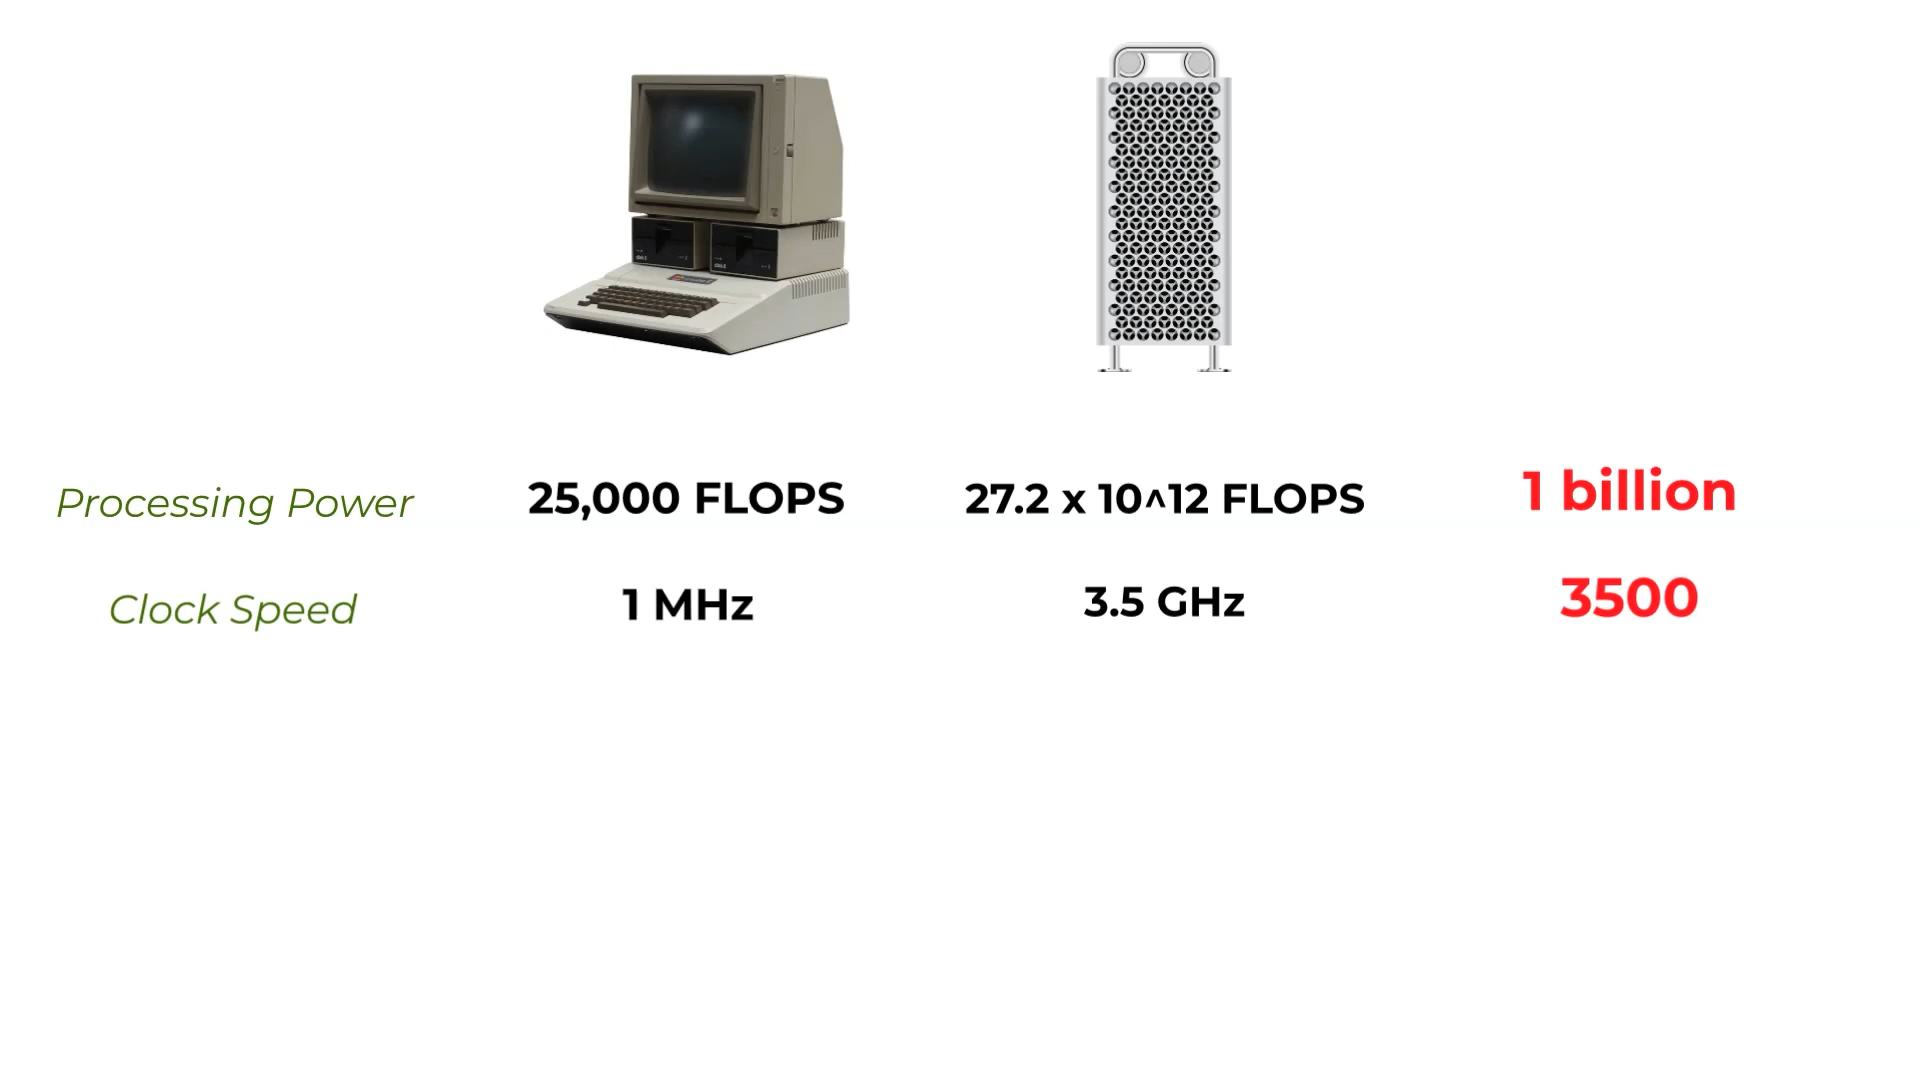 Processing Power 25,000 FLOPS 27.2 x 10^12 FLOPS 1 billion
Clock Speed 1 MHz 3.5 GHz 3500